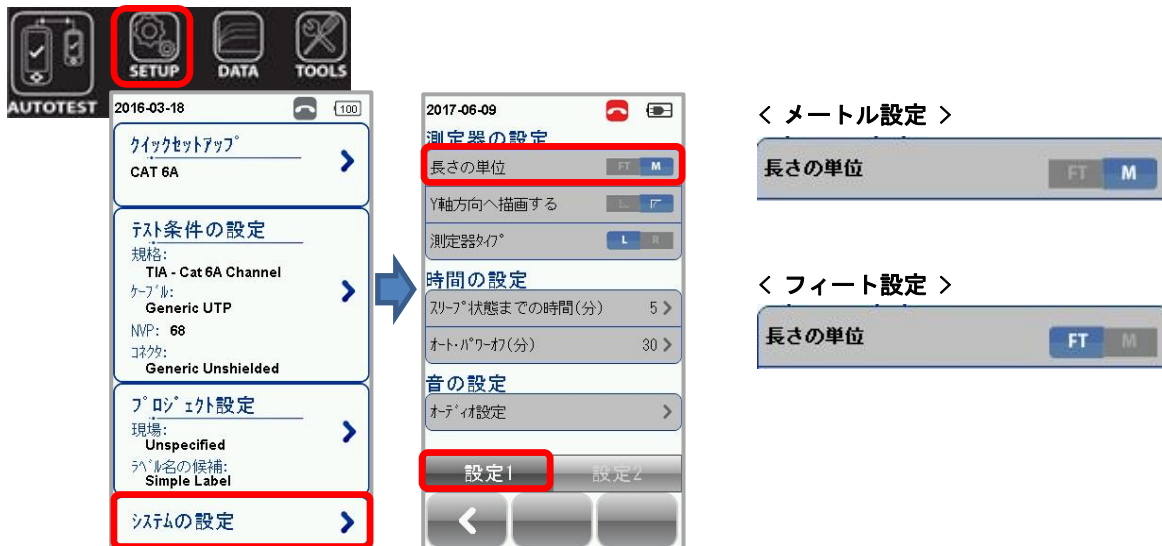 AUTOTEST
SETUP
DATA
TOOLS
2016-03-18
100
クイックセットアップ
CAT 6A
テスト条件の設定
規格:
TIA - Cat 6A Channel
ケーブル:
Generic UTP
NVP: 68
コネクタ:
Generic Unshielded
プロジェクト設定
現場:
Unspecified
ラベル名の候補:
Simple Label
システムの設定
2017-06-09
測定器の設定
長さの単位 FT M
Y軸方向へ描画する
測定器タイプ L R
時間の設定
スリープ状態までの時間(分) 5
オート・パワーオフ(分) 30
音の設定
オーディオ設定
設定1 設定2
< メートル設定 >
長さの単位 FT M
< フィート設定 >
長さの単位 FT M